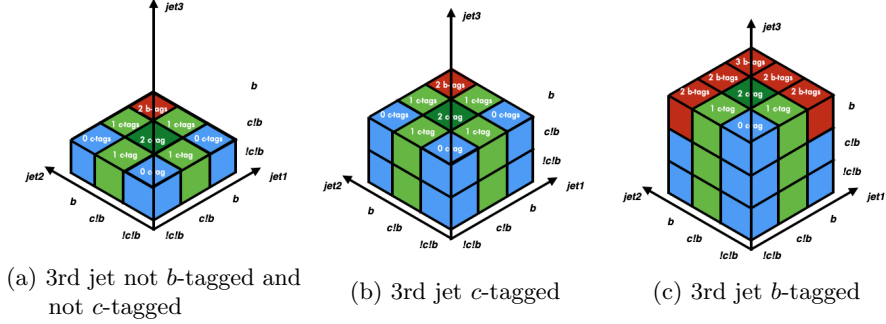 jet3
b
2 b-tags
c!b
1 c-tags 1 c-tags
0 c-tags 2 c-tag 0 c-tags
!c!b
1 c-tag 1 c-tag
0 c-tag
jet2 jet1
b b
c!b c!b
!c!b !c!b
(a) 3rd jet not b-tagged and
not c-tagged
jet3
2 b-tags
b
1 c-tags 1 c-tags
0 c-tags 2 c-tag 0 c-tags
c!b
1 c-tag 1 c-tag
0 c-tag
!c!b
jet2 jet1
b b
c!b c!b
!c!b !c!b
(b) 3rd jet c-tagged
jet3
3 b-tags
2 b-tags 2 b-tags
2 b-tags 2 c-tag 2 b-tags
b
1 c-tag 1 c-tag
0 c-tag
c!b
!c!b
jet2 jet1
b b
c!b c!b
!c!b !c!b
(c) 3rd jet b-tagged